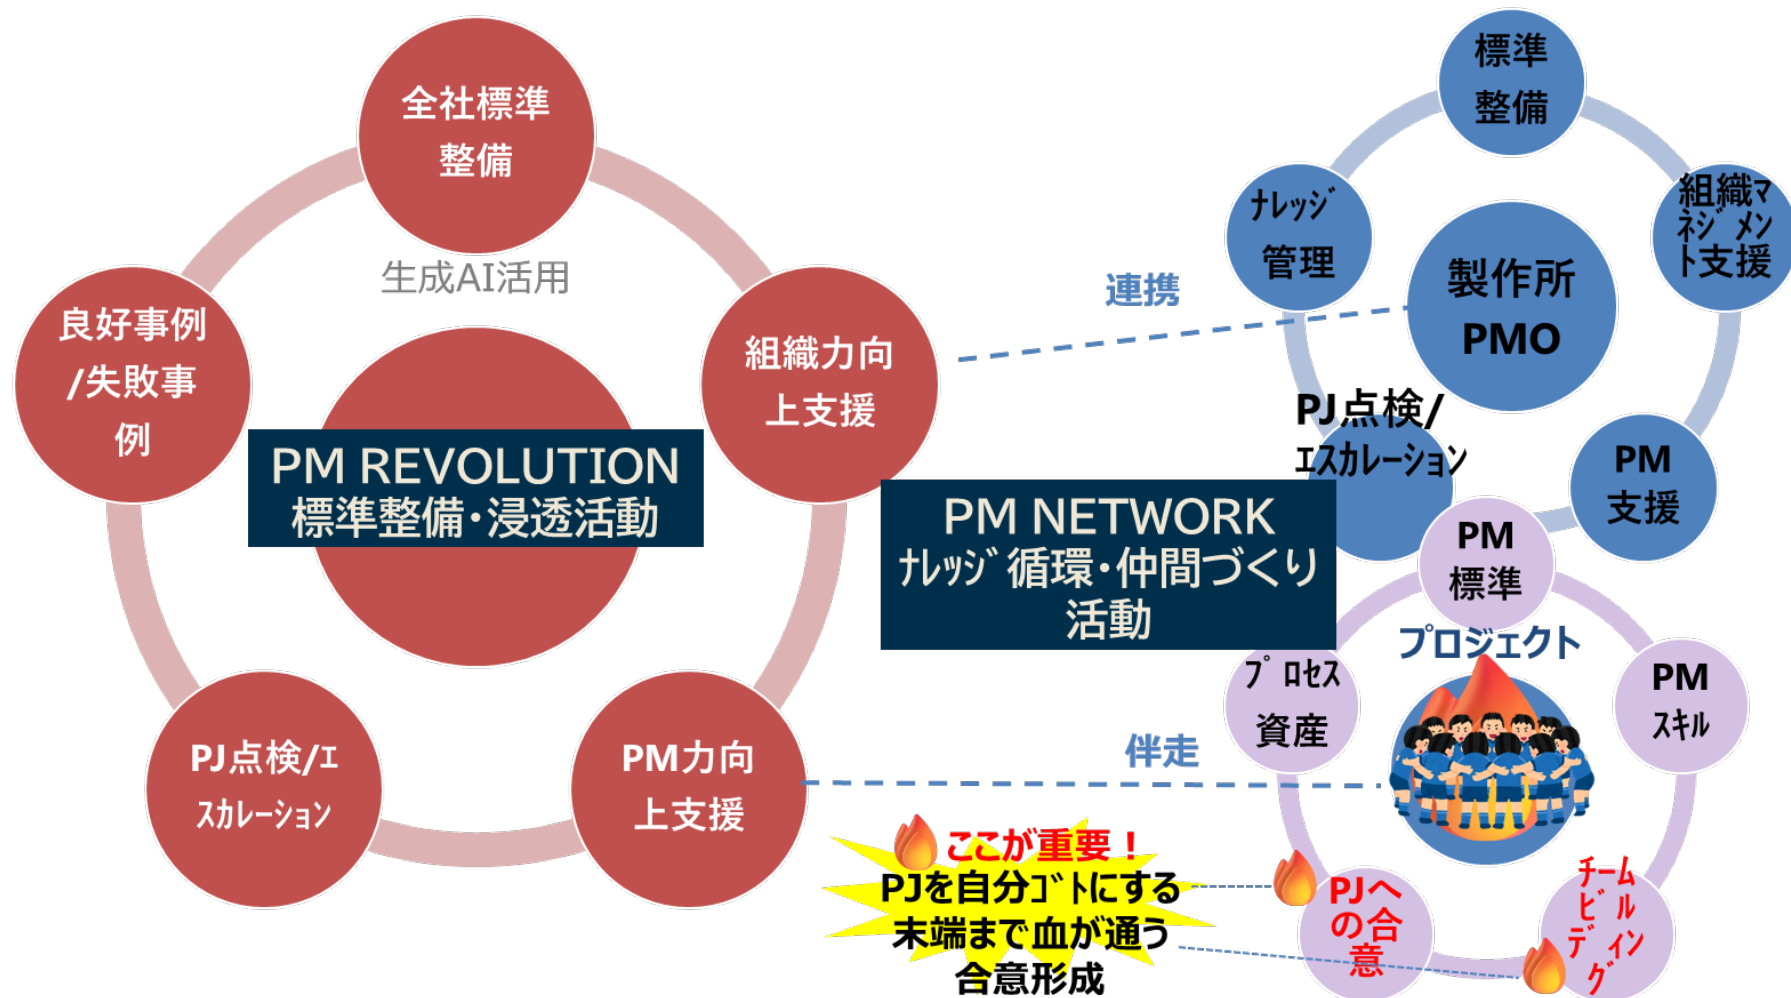 全社標準
整備
生成AI活用
良好事例
/失敗事
例
組織力向
上支援
PM REVOLUTION
標準整備・浸透活動
PJ点検/ｴ
ｽｶﾚｰｼｮﾝ
PM力向
上支援
連携
PM NETWORK
ﾅﾚｯｼﾞ循環・仲間づくり
活動
伴走
標準
整備
ﾅﾚｯｼﾞ
管理
組織ﾏ
ﾈｼﾞﾒﾝ
ﾄ支援
製作所
PMO
PJ点検/
ｴｽｶﾚｰｼｮﾝ
PM
支援
PM
標準
プロジェクト
ﾌﾟﾛｾｽ
資産
PM
ｽｷﾙ
ここが重要！
PJを自分ｺﾞﾄにする
末端まで血が通う
合意形成
PJへ
の合
意
ﾁｰﾑ
ﾋﾞﾙ
ﾃﾞｨﾝ
ｸﾞ